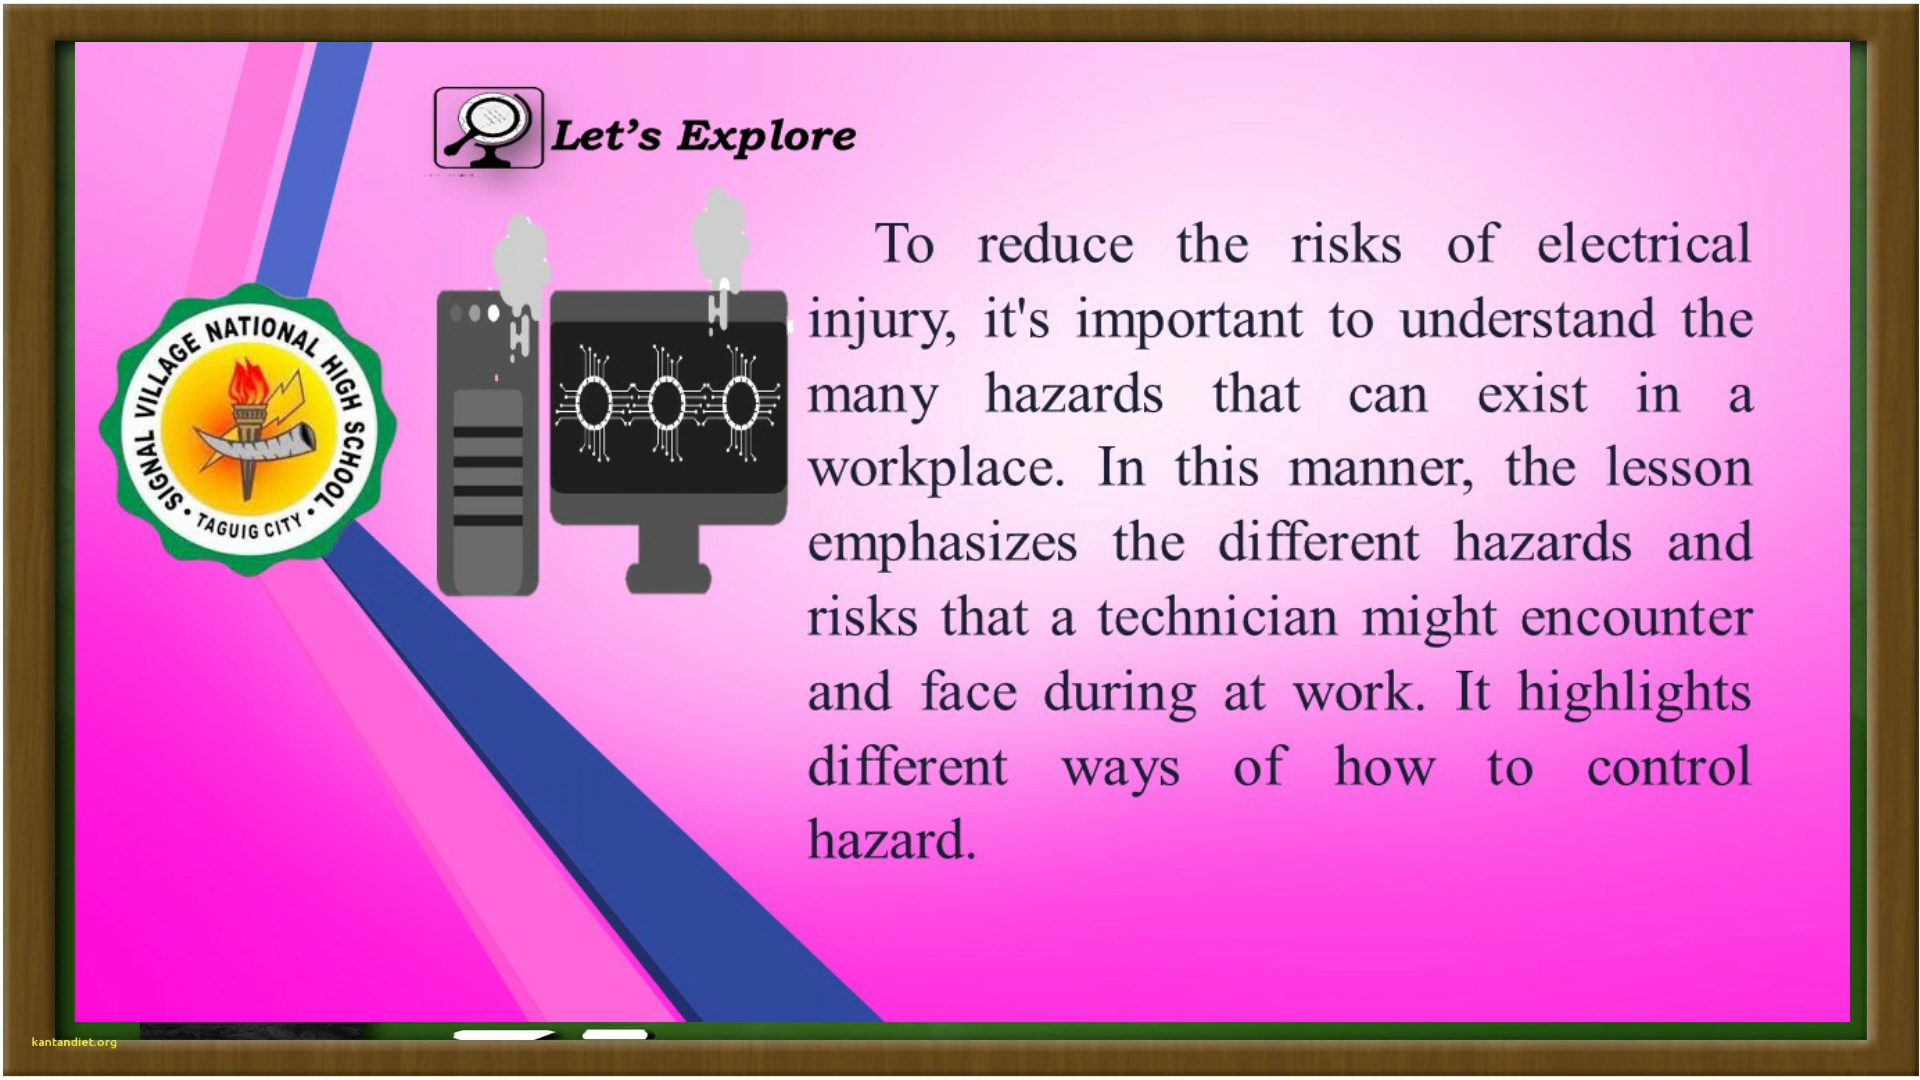 Let's Explore
To reduce the risks of electrical
injury, it's important to understand the
many hazards that can exist in a
workplace. In this manner, the lesson
emphasizes the different hazards and
risks that a technician might encounter
and face during at work. It highlights
different ways of how to control
hazard.
SIGNAL VILLAGE NATIONAL HIGH SCHOOL
• TAGUIG CITY •
kantandiet.org